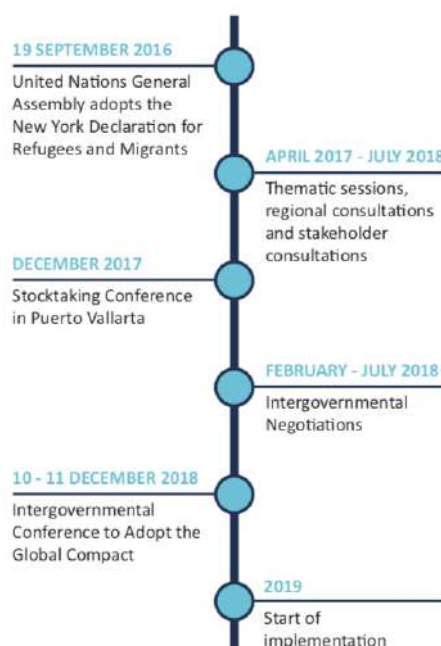 19 SEPTEMBER 2016
United Nations General
Assembly adopts the
New York Declaration for
Refugees and Migrants
APRIL 2017 - JULY 2018
Thematic sessions,
regional consultations
and stakeholder
consultations
DECEMBER 2017
Stocktaking Conference
in Puerto Vallarta
FEBRUARY - JULY 2018
Intergovernmental
Negotiations
10 - 11 DECEMBER 2018
Intergovernmental
Conference to Adopt the
Global Compact
2019
Start of
implementation